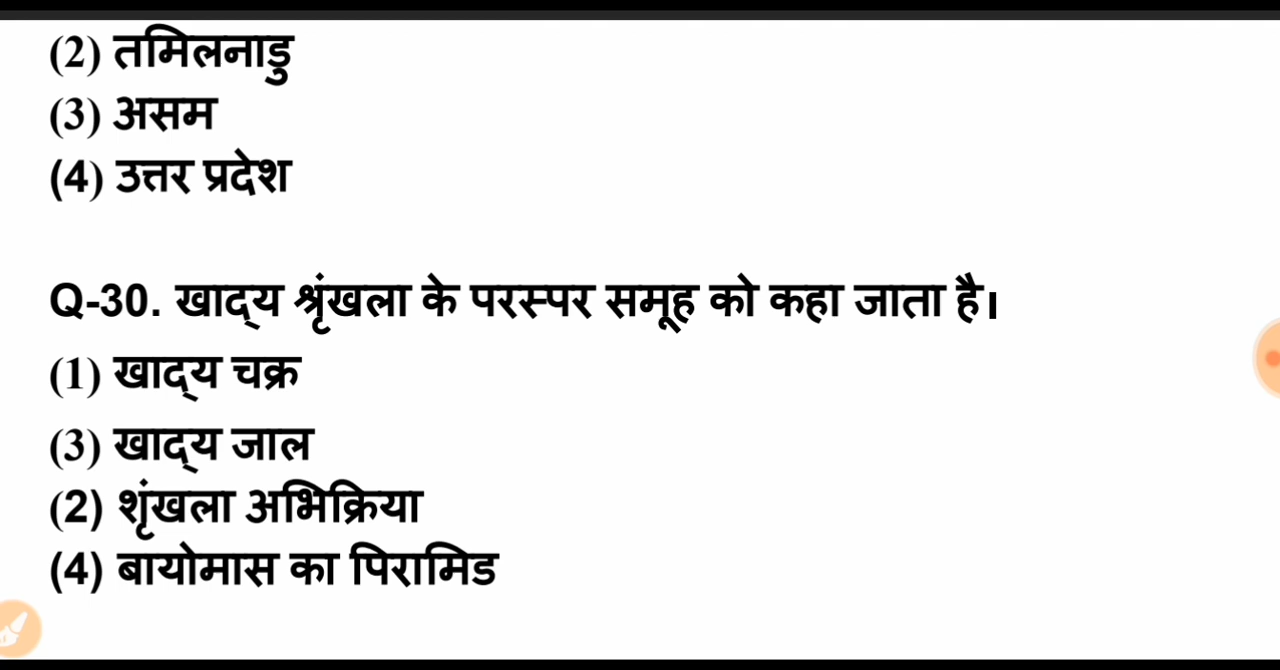 (2) तमिलनाडु
(3) असम
(4) उत्तर प्रदेश
Q-30. खाद्य श्रृंखला के परस्पर समूह को कहा जाता है।
(1) खाद्य चक्र
(3) खाद्य जाल
(2) शृंखला अभिक्रिया
(4) बायोमास का पिरामिड